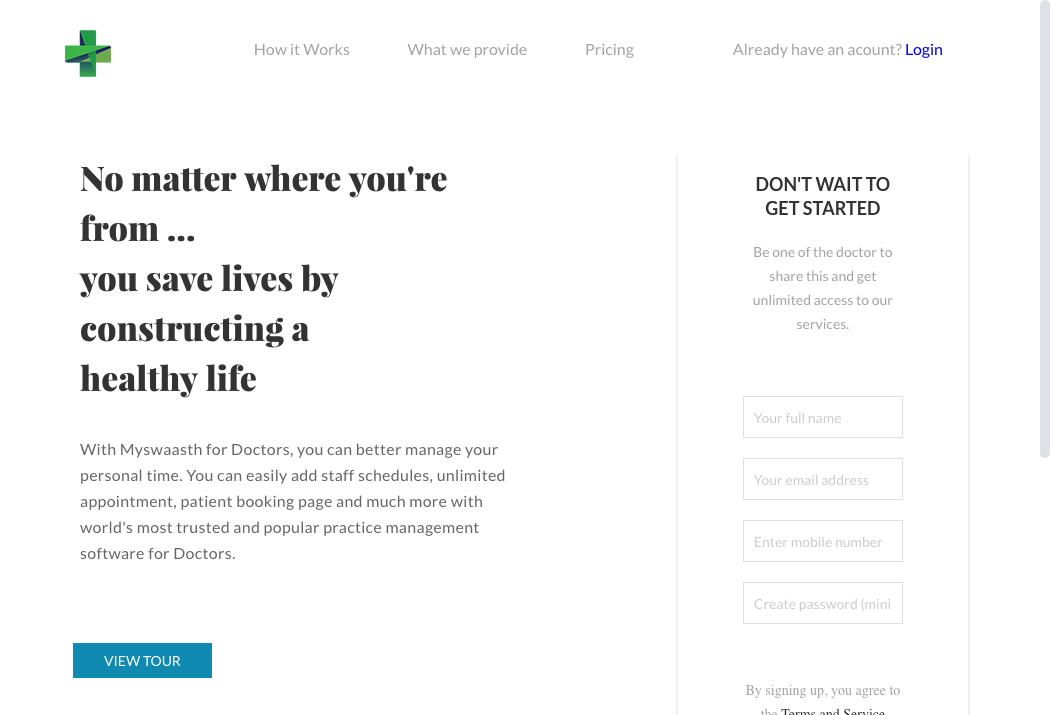 How it Works
What we provide
Pricing
Already have an acount? Login
No matter where you're
from ...
you save lives by
constructing a
healthy life
With Myswaasth for Doctors, you can better manage your
personal time. You can easily add staff schedules, unlimited
appointment, patient booking page and much more with
world's most trusted and popular practice management
software for Doctors.
VIEW TOUR
DON'T WAIT TO
GET STARTED
Be one of the doctor to
share this and get
unlimited access to our
services.
Your full name
Your email address
Enter mobile number
Create password (mini
By signing up, you agree to
the Terms and Service